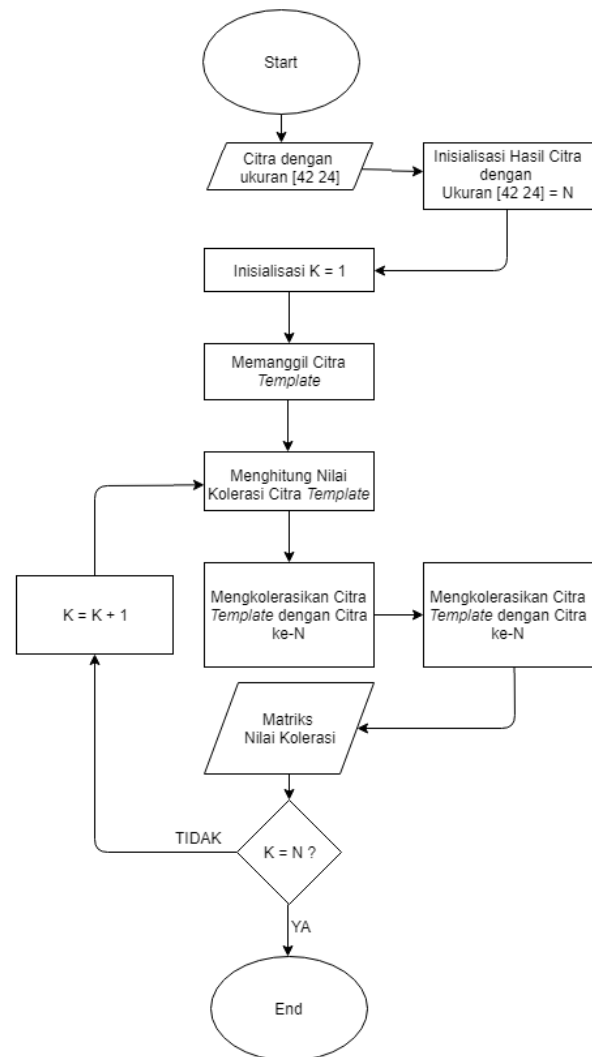 Start
Citra dengan
ukuran [42 24]
Inisialisasi Hasil Citra
dengan
Ukuran [42 24] = N
Inisialisasi K = 1
Memanggil Citra
Template
Menghitung Nilai
Kolerasi Citra Template
K = K + 1
Mengkolerasikan Citra
Template dengan Citra
ke-N
Mengkolerasikan Citra
Template dengan Citra
ke-N
Matriks
Nilai Kolerasi
TIDAK
K = N ?
YA
End